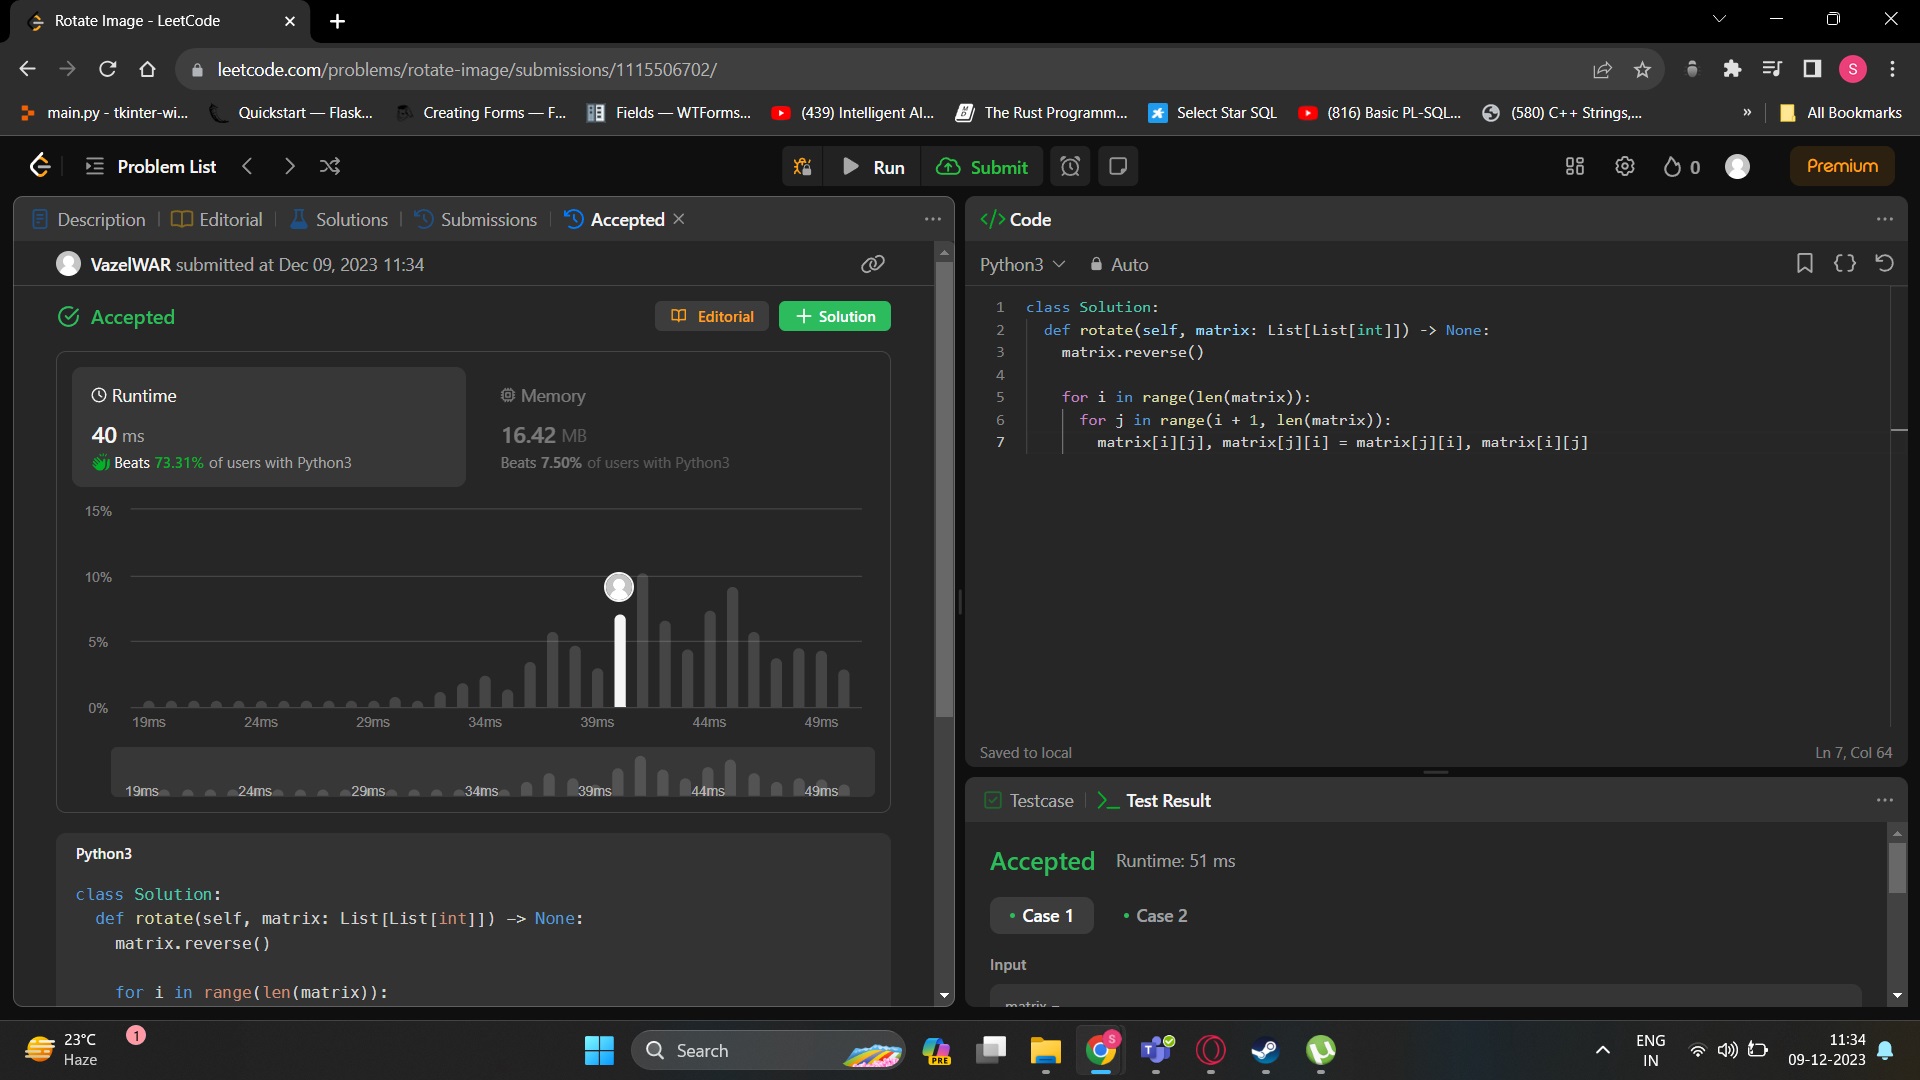 Rotate Image - LeetCode
leetcode.com/problems/rotate-image/submissions/1115506702/
S
main.py - tkinter-wi...
Quickstart — Flask...
Creating Forms — F...
Fields — WTForms...
(439) Intelligent AI...
The Rust Programm...
Select Star SQL
(816) Basic PL-SQL...
(580) C++ Strings,...
»
All Bookmarks
Problem List
Run
Submit
0
Premium
Description
Editorial
Solutions
Submissions
Accepted
VazelWAR submitted at Dec 09, 2023 11:34
Accepted
Editorial
Solution
Runtime
40 ms
Beats 73.31% of users with Python3
Memory
16.42 MB
Beats 7.50% of users with Python3
15%
10%
5%
0%
19ms 24ms 29ms 34ms 39ms 44ms 49ms
19ms 24ms 29ms 34ms 39ms 44ms 49ms
Python3
class Solution:
def rotate(self, matrix: List[List[int]]) -> None:
matrix.reverse()
for i in range(len(matrix)):
</> Code
Python3
Auto
1 class Solution:
2 def rotate(self, matrix: List[List[int]]) -> None:
3 matrix.reverse()
4
5 for i in range(len(matrix)):
6 for j in range(i + 1, len(matrix)):
7 matrix[i][j], matrix[j][i] = matrix[j][i], matrix[i][j]
Saved to local
Ln 7, Col 64
Testcase
Test Result
Accepted Runtime: 51 ms
• Case 1
• Case 2
Input
matrix =
23°C
Haze
1
Search
PRE
S
ENG
IN
11:34
09-12-2023